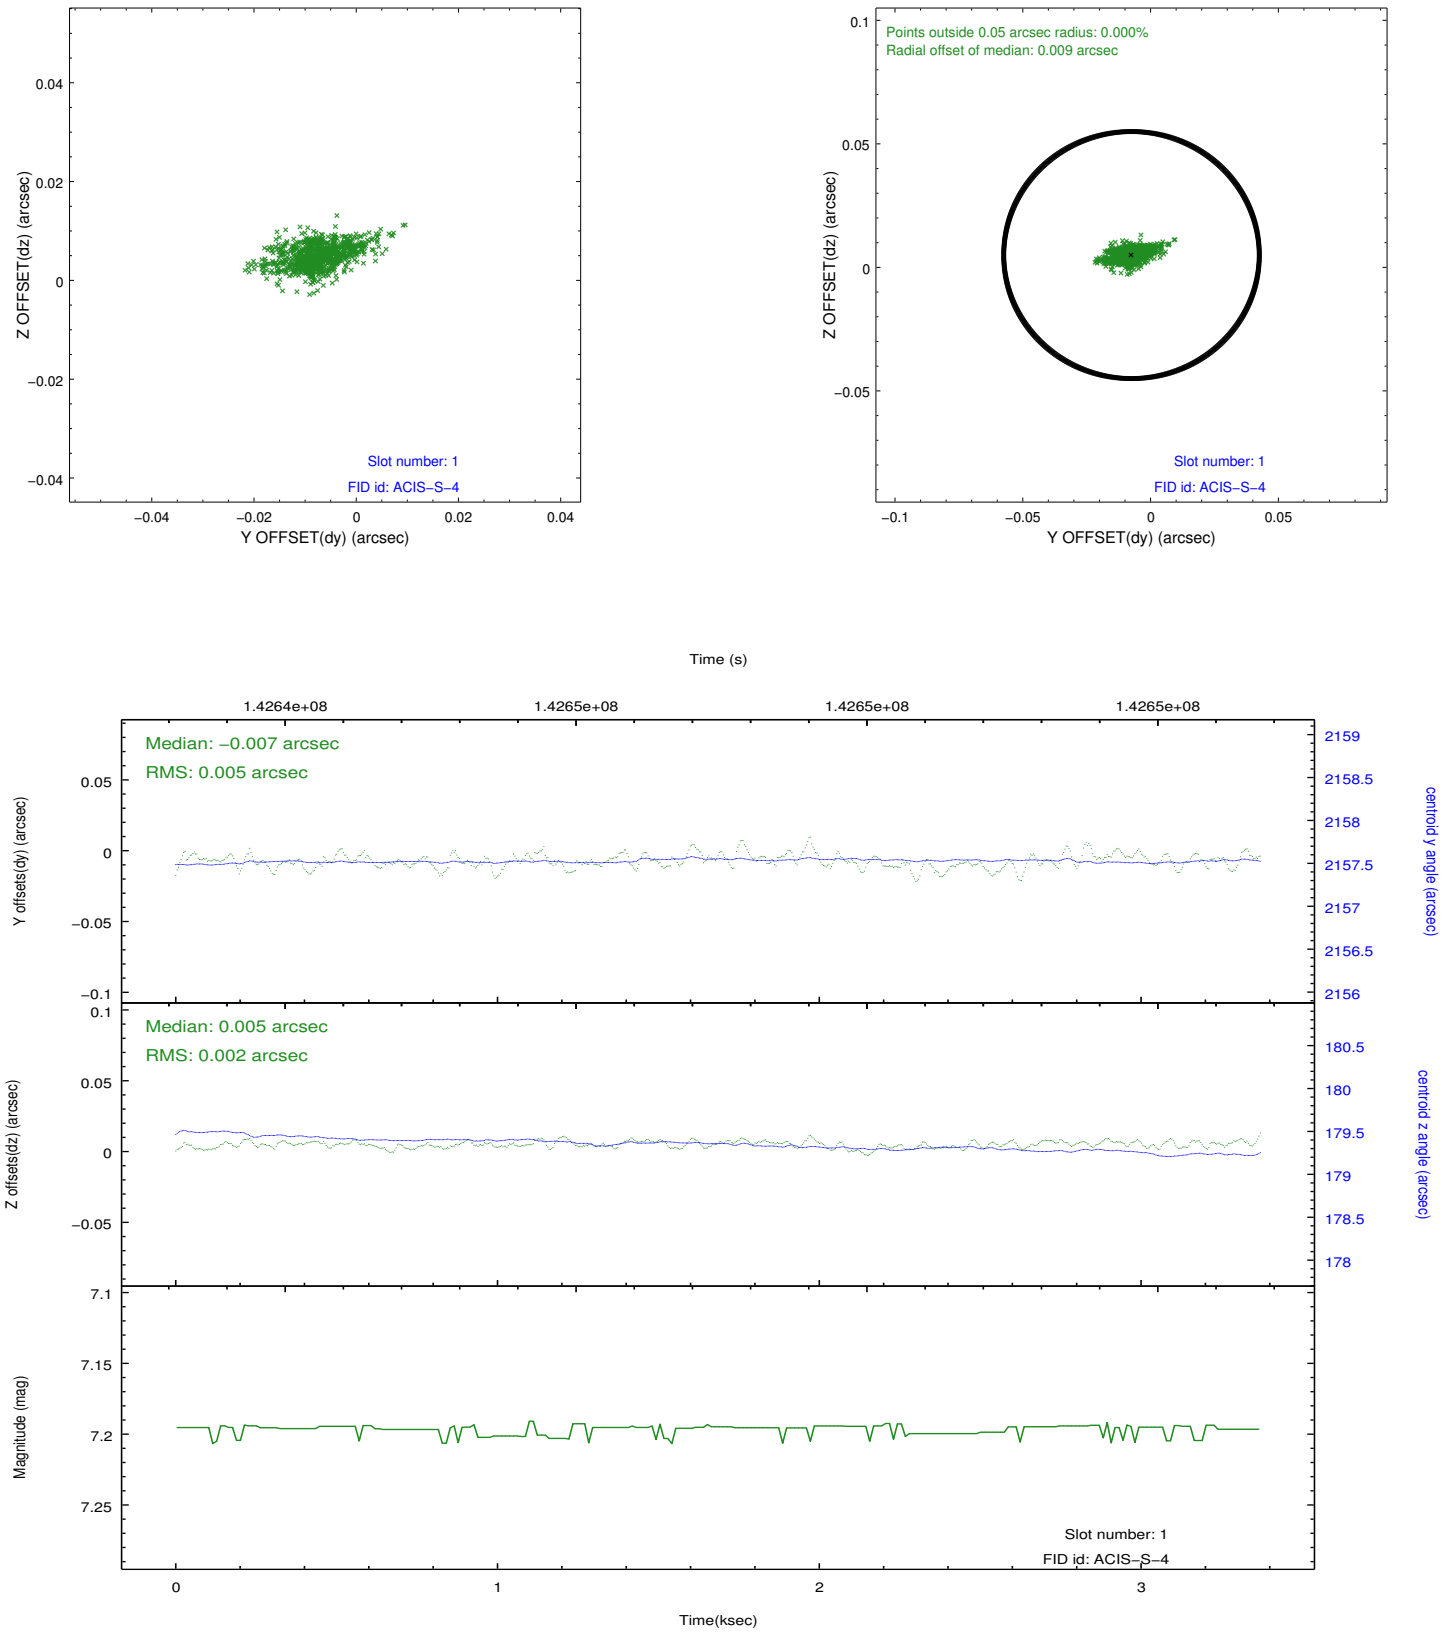 0.04
0.02
0
−0.02
−0.04
Z OFFSET(dz) (arcsec)
Slot number: 1
FID id: ACIS−S−4
−0.04
−0.02
0
0.02
0.04
Y OFFSET(dy) (arcsec)
0.1
0.05
0
−0.05
Z OFFSET(dz) (arcsec)
Points outside 0.05 arcsec radius: 0.000%
Radial offset of median: 0.009 arcsec
Slot number: 1
FID id: ACIS−S−4
−0.1
−0.05
0
0.05
Y OFFSET(dy) (arcsec)
Time (s)
1.4264e+08
1.4265e+08
1.4265e+08
1.4265e+08
Median: −0.007 arcsec
RMS: 0.005 arcsec
0.05
0
−0.05
−0.1
Y offsets(dy) (arcsec)
2159
2158.5
2158
2157.5
2157
2156.5
2156
centroid y angle (arcsec)
Median: 0.005 arcsec
RMS: 0.002 arcsec
0.1
0.05
0
−0.05
Z offsets(dz) (arcsec)
180.5
180
179.5
179
178.5
178
centroid z angle (arcsec)
7.1
7.15
7.2
7.25
Magnitude (mag)
Slot number: 1
FID id: ACIS−S−4
0
1
2
3
Time(ksec)